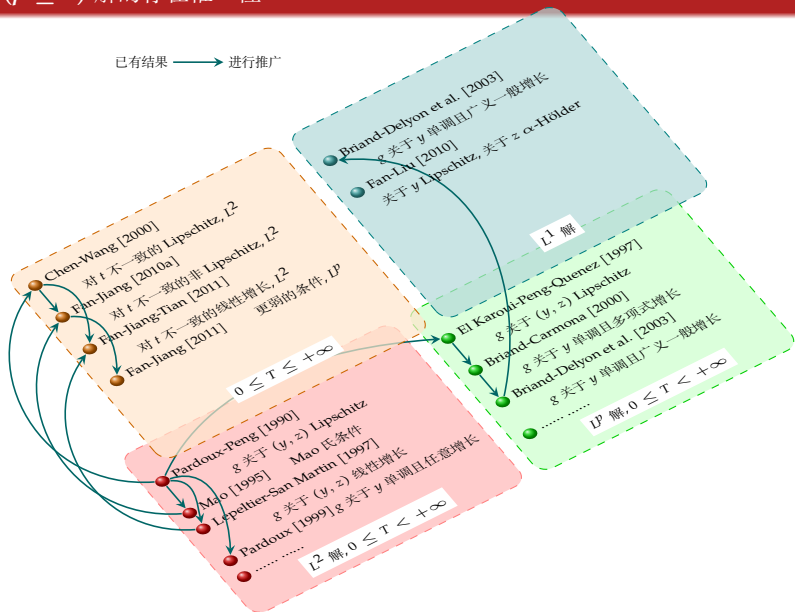 已有结果 进行推广
Briand-Delyon et al. [2003]
g 关于 y 单调且广义一般增长
Fan-Liu [2010]
关于 y Lipschitz, 关于 z α-Hölder
L¹ 解
Chen-Wang [2000]
对 t 不一致的 Lipschitz, L²
Fan-Jiang [2010a]
对 t 不一致的非 Lipschitz, L²
Fan-Jiang-Tian [2011]
对 t 不一致的线性增长, L²
Fan-Jiang [2011] 更弱的条件, Lᵖ
0 ≤ T ≤ +∞
El Karoui-Peng-Quenez [1997]
g 关于 (y, z) Lipschitz
Briand-Carmona [2000]
g 关于 y 单调且多项式增长
Briand-Delyon et al. [2003]
g 关于 y 单调且广义一般增长
...... ......
Lᵖ 解, 0 ≤ T < +∞
Pardoux-Peng [1990]
g 关于 (y, z) Lipschitz
Mao [1995] Mao 氏条件
Lepeltier-San Martin [1997]
g 关于 (y, z) 线性增长
Pardoux [1999] g 关于 y 单调且任意增长
...... ......
L² 解, 0 ≤ T < +∞